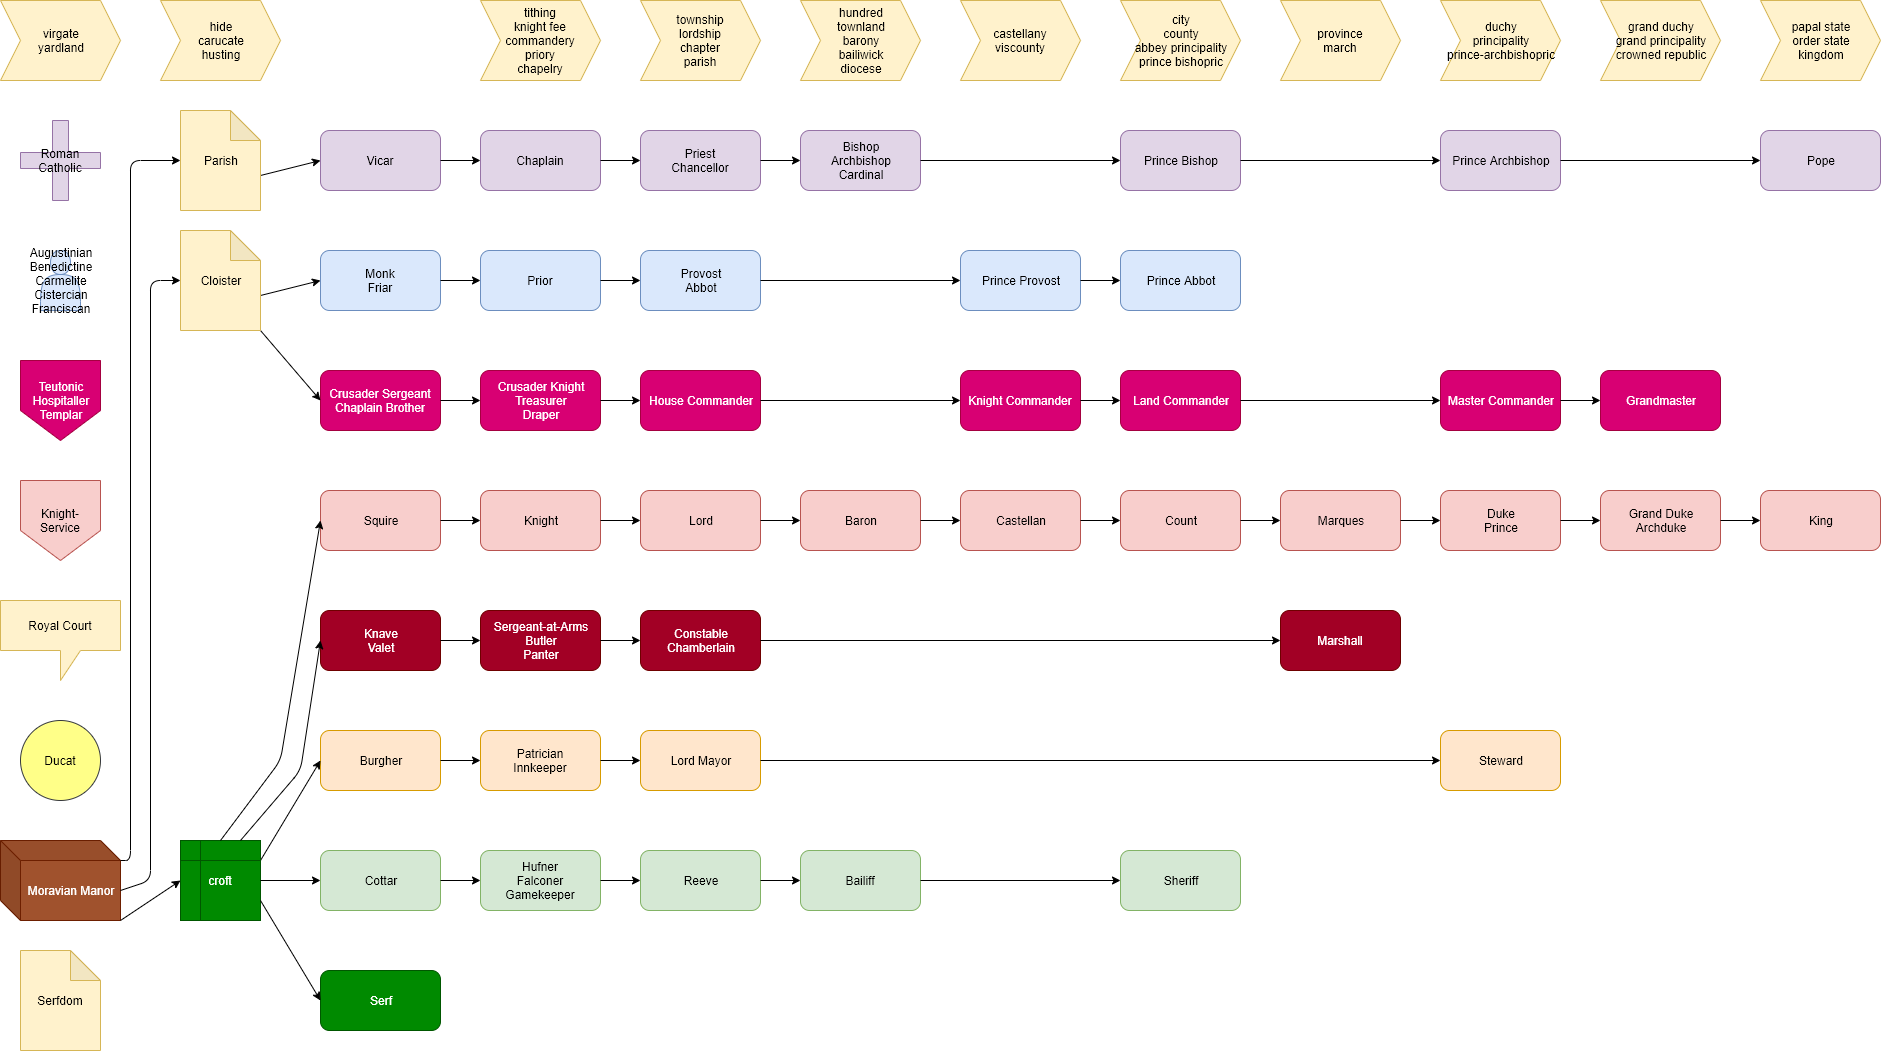 virgate
yardland
hide
carucate
husting
tithing
knight fee
commandery
priory
chapelry
township
lordship
chapter
parish
hundred
townland
barony
bailiwick
diocese
castellany
viscounty
city
county
abbey principality
prince bishopric
province
march
duchy
principality
prince-archbishopric
grand duchy
grand principality
crowned republic
papal state
order state
kingdom
Roman
Catholic
Parish
Vicar
Chaplain
Priest
Chancellor
Bishop
Archbishop
Cardinal
Prince Bishop
Prince Archbishop
Pope
Augustinian
Benedictine
Carmelite
Cistercian
Franciscan
Cloister
Monk
Friar
Prior
Provost
Abbot
Prince Provost
Prince Abbot
Teutonic
Hospitaller
Templar
Crusader Sergeant
Chaplain Brother
Crusader Knight
Treasurer
Draper
House Commander
Knight Commander
Land Commander
Master Commander
Grandmaster
Knight-
Service
Squire
Knight
Lord
Baron
Castellan
Count
Marques
Duke
Prince
Grand Duke
Archduke
King
Royal Court
Knave
Valet
Sergeant-at-Arms
Butler
Panter
Constable
Chamberlain
Marshall
Ducat
Burgher
Patrician
Innkeeper
Lord Mayor
Steward
Moravian Manor
croft
Cottar
Hufner
Falconer
Gamekeeper
Reeve
Bailiff
Sheriff
Serfdom
Serf